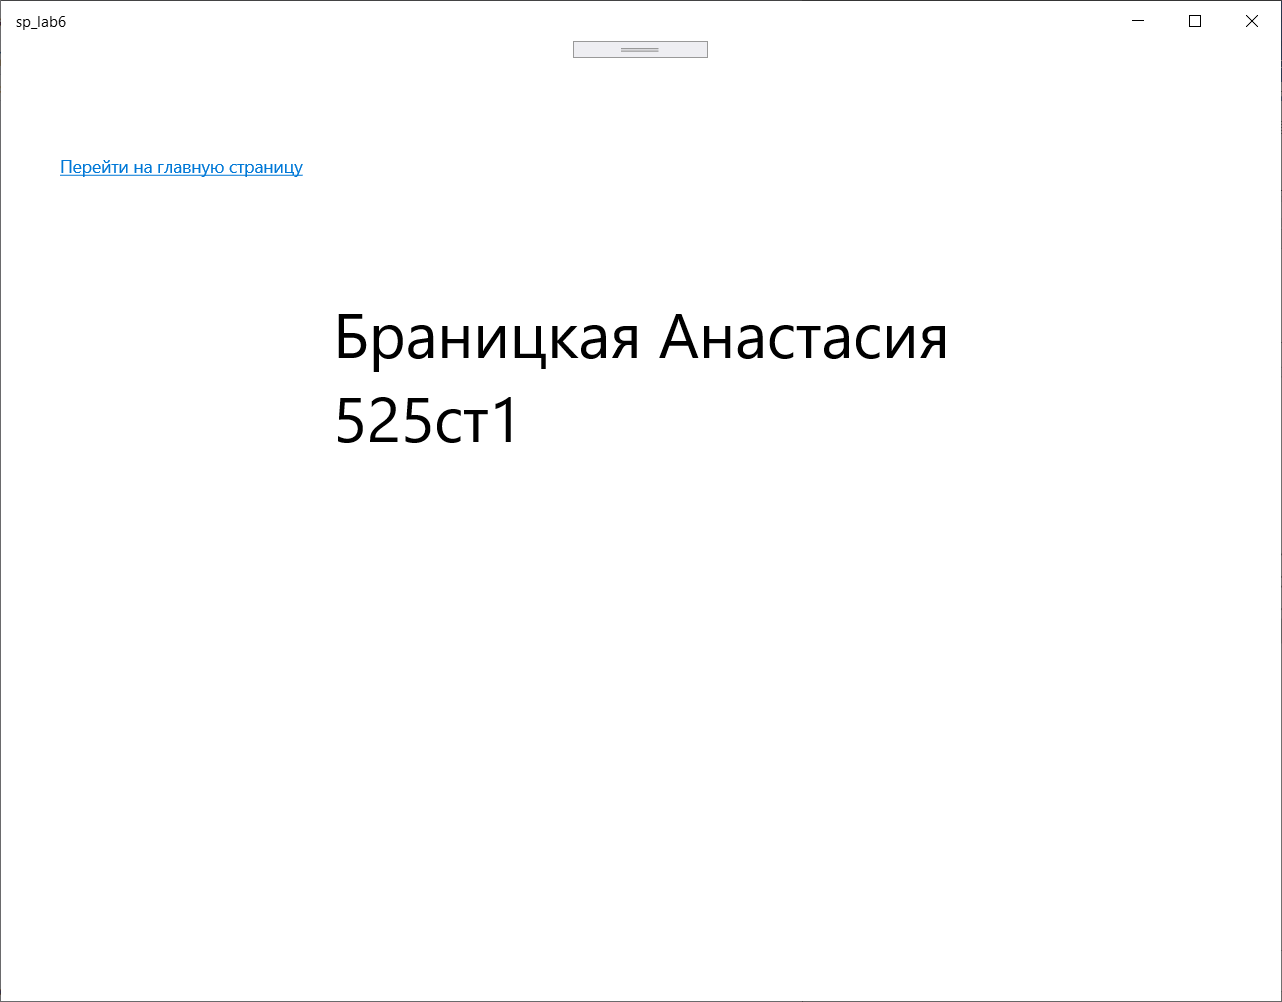 sp_lab6
Перейти на главную страницу
Браницкая Анастасия
525ст1